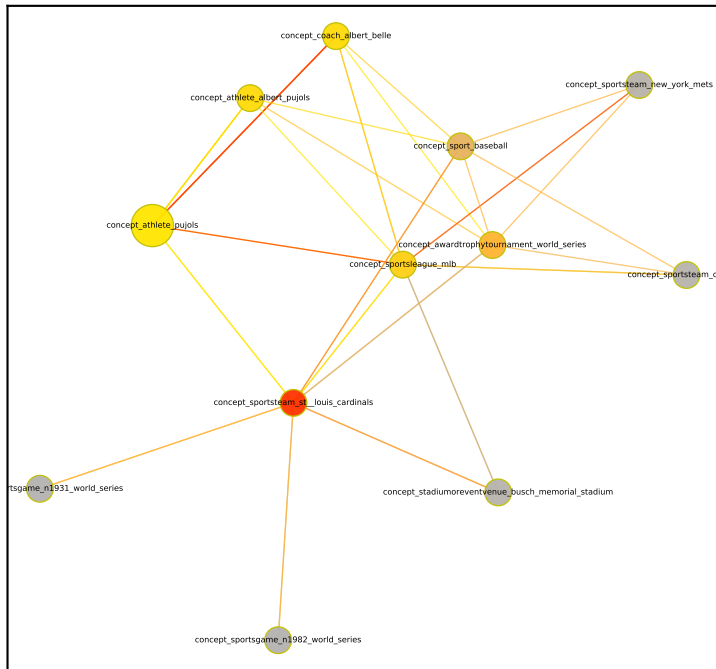 concept_coach_albert_belle
concept_sportsteam_new_york_mets
concept_athlete_albert_pujols
concept_sport_baseball
concept_athlete_pujols
concept_awardtrophytournament_world_series
concept_sportsleague_mlb
concept_sportsteam_c
concept_sportsteam_st__louis_cardinals
rtsgame_n1931_world_series
concept_stadiumoreventvenue_busch_memorial_stadium
concept_sportsgame_n1982_world_series